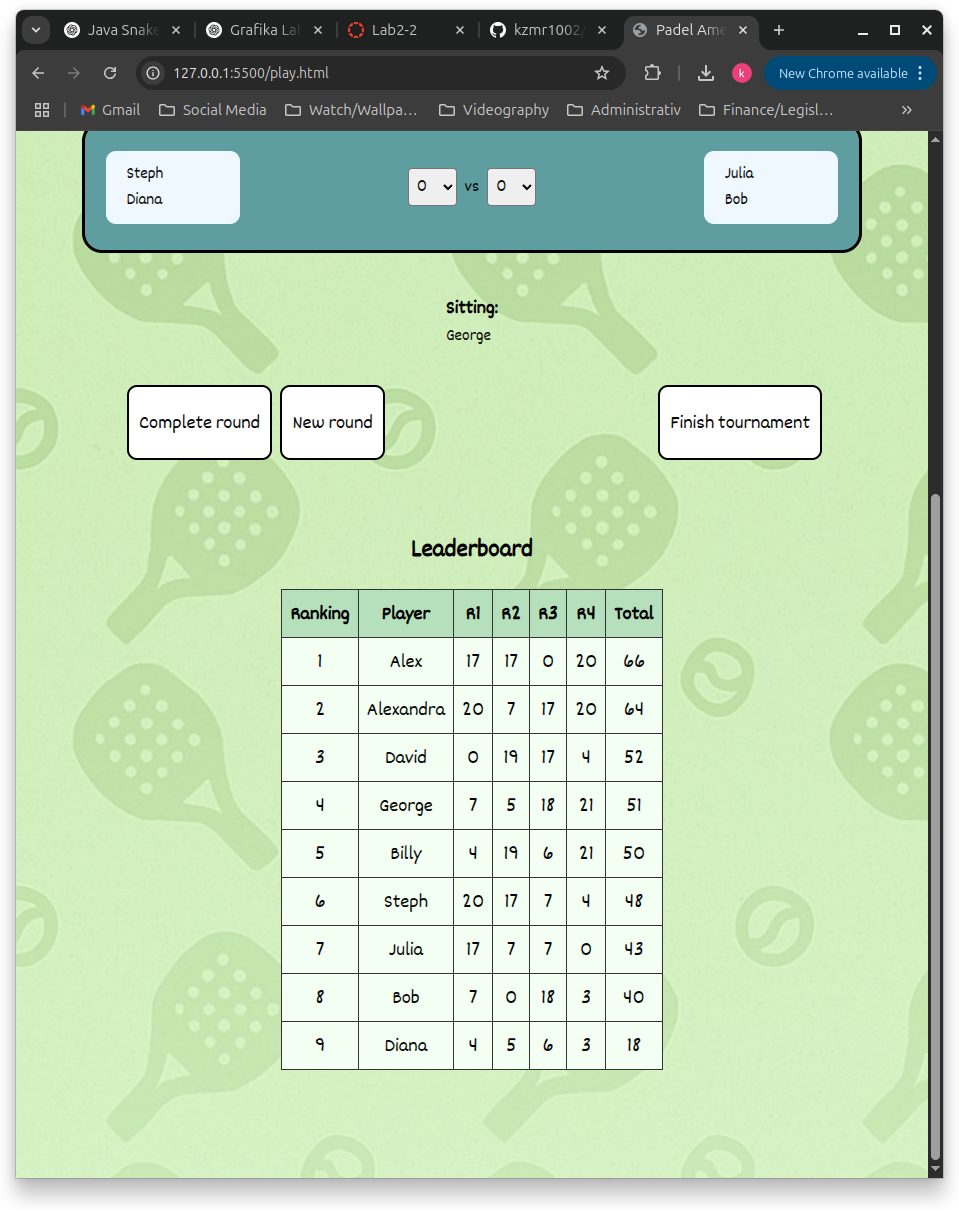 Java Snake
Grafika Lab
Lab2-2
kzmr1002/
Padel Ame
127.0.0.1:5500/play.html
k
New Chrome available
Gmail
Social Media
Watch/Wallpa…
Videography
Administrativ
Finance/Legisl…
Steph
Diana
0 vs 0
Julia
Bob
Sitting:
George
Complete round
New round
Finish tournament
Leaderboard
Ranking Player R1 R2 R3 R4 Total
1 Alex 17 17 0 20 66
2 Alexandra 20 7 17 20 64
3 David 0 19 17 4 52
4 George 7 5 18 21 51
5 Billy 4 19 6 21 50
6 Steph 20 17 7 4 48
7 Julia 17 7 7 0 43
8 Bob 7 0 18 3 40
9 Diana 4 5 6 3 18